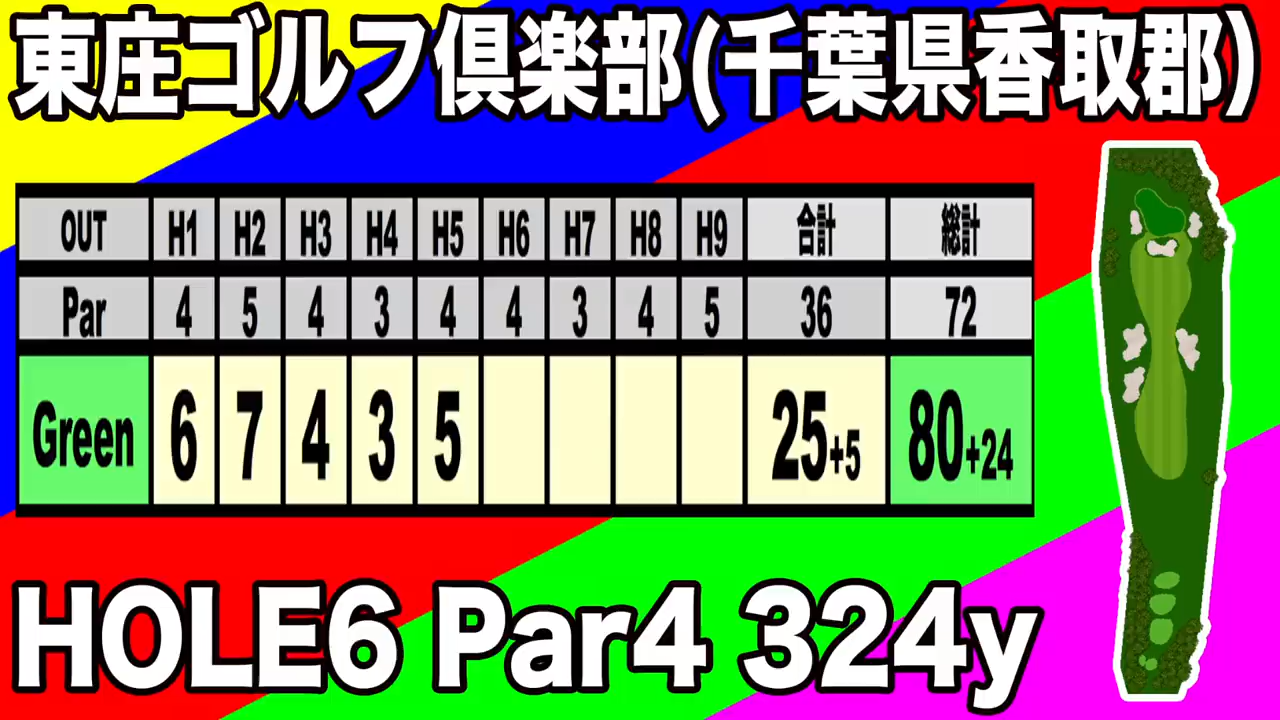 東庄ゴルフ倶楽部(千葉県香取郡)
OUT H1 H2 H3 H4 H5 H6 H7 H8 H9 合計 総計
Par 4 5 4 3 4 4 3 4 5 36 72
Green 6 7 4 3 5 25+5 80+24
HOLE6 Par4 324y